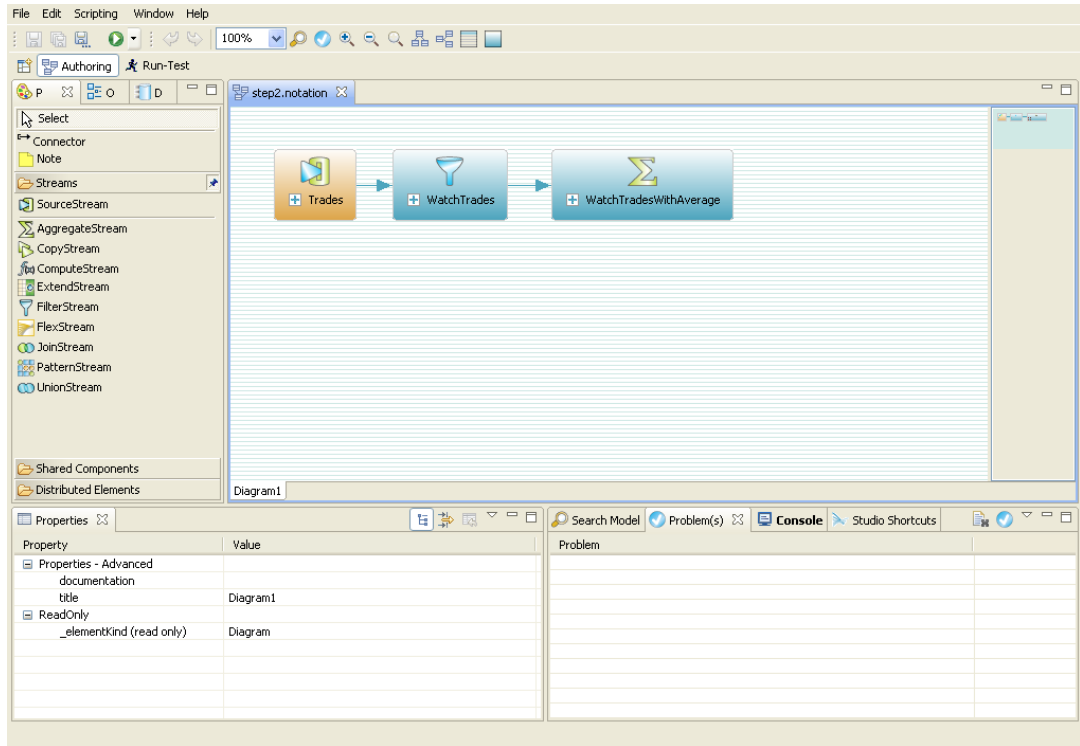 File Edit Scripting Window Help
100%
Authoring Run-Test
P O D
step2.notation
Select
Connector
Note
Streams
SourceStream
AggregateStream
CopyStream
ComputeStream
ExtendStream
FilterStream
FlexStream
JoinStream
PatternStream
UnionStream
Shared Components
Distributed Elements
Trades
WatchTrades
WatchTradesWithAverage
Diagram1
Properties
Property Value
Properties - Advanced
documentation
title Diagram1
ReadOnly
_elementKind (read only) Diagram
Search Model Problem(s) Console Studio Shortcuts
Problem